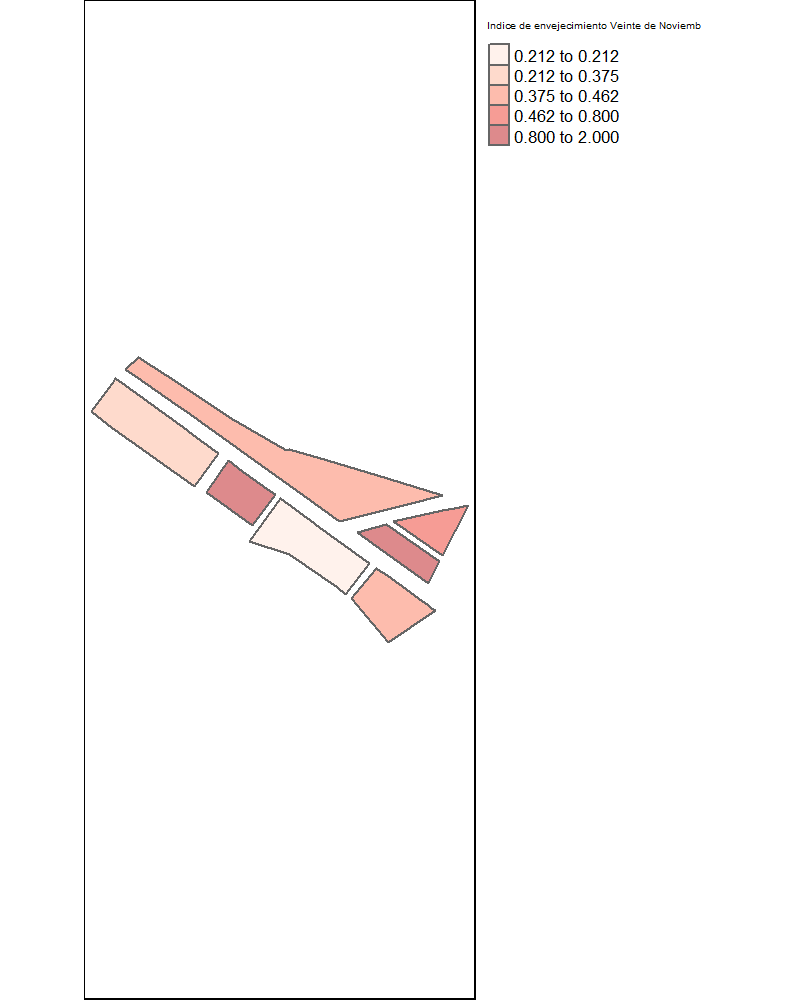 Indice de envejecimiento Veinte de Noviemb
0.212 to 0.212
0.212 to 0.375
0.375 to 0.462
0.462 to 0.800
0.800 to 2.000